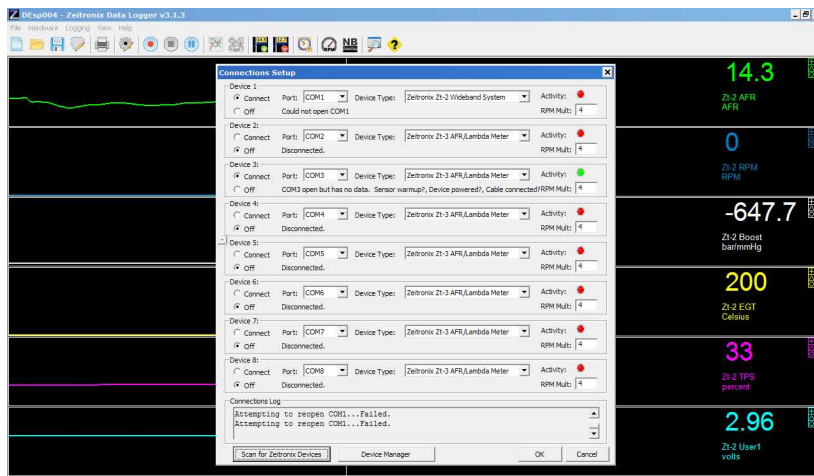 DEsp004 - Zeitronix Data Logger v3.1.3
File Hardware Logging View Help
NB
Connections Setup
Device 1
Connect Port: COM1 Device Type: Zeitronix Zt-2 Wideband System Activity:
Off Could not open COM1 RPM Mult: 4
Device 2:
Connect Port: COM2 Device Type: Zeitronix Zt-3 AFR/Lambda Meter Activity:
Off Disconnected. RPM Mult: 4
Device 3:
Connect Port: COM3 Device Type: Zeitronix Zt-3 AFR/Lambda Meter Activity:
Off COM3 open but has no data. Sensor warmup?, Device powered?, Cable connected? RPM Mult: 4
Device 4:
Connect Port: COM4 Device Type: Zeitronix Zt-3 AFR/Lambda Meter Activity:
Off Disconnected. RPM Mult: 4
Device 5:
Connect Port: COM5 Device Type: Zeitronix Zt-3 AFR/Lambda Meter Activity:
Off Disconnected. RPM Mult: 4
Device 6:
Connect Port: COM6 Device Type: Zeitronix Zt-3 AFR/Lambda Meter Activity:
Off Disconnected. RPM Mult: 4
Device 7:
Connect Port: COM7 Device Type: Zeitronix Zt-3 AFR/Lambda Meter Activity:
Off Disconnected. RPM Mult: 4
Device 8:
Connect Port: COM8 Device Type: Zeitronix Zt-3 AFR/Lambda Meter Activity:
Off Disconnected. RPM Mult: 4
Connections Log
Attempting to reopen COM1...Failed.
Attempting to reopen COM1...Failed.
Scan for Zeitronix Devices Device Manager OK Cancel
14.3
Zt-2 AFR
AFR
0
Zt-2 RPM
RPM
-647.7
Zt-2 Boost
bar/mmHg
200
Zt-2 EGT
Celsius
33
Zt-2 TPS
percent
2.96
Zt-2 User1
volts